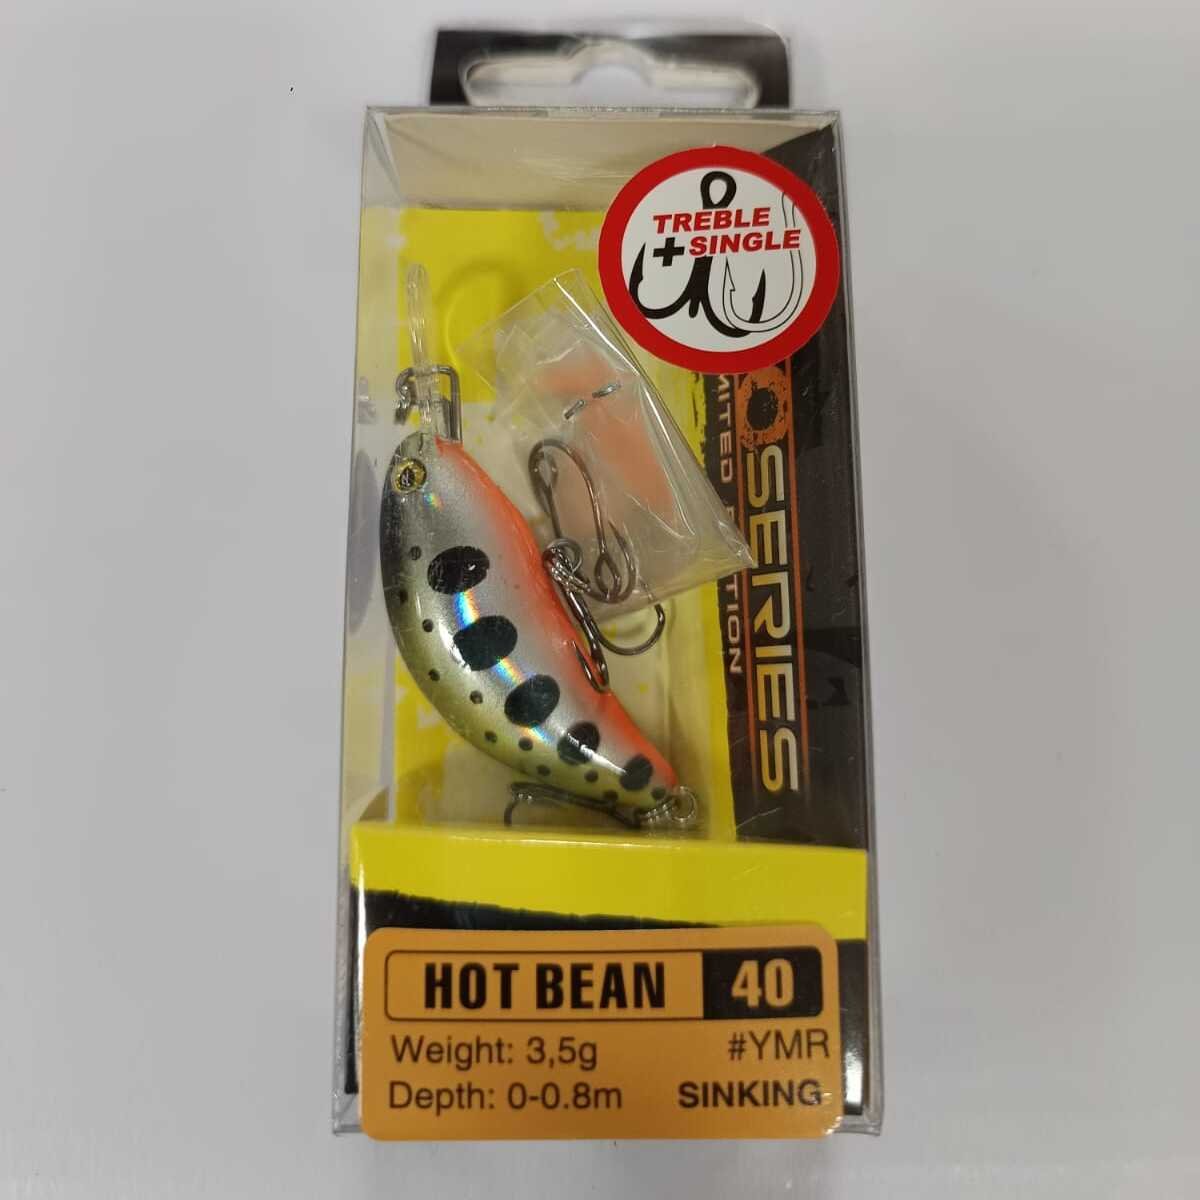 TREBLE
+ SINGLE
SERIES
HOT BEAN 40
Weight: 3,5g #YMR
Depth: 0-0.8m SINKING